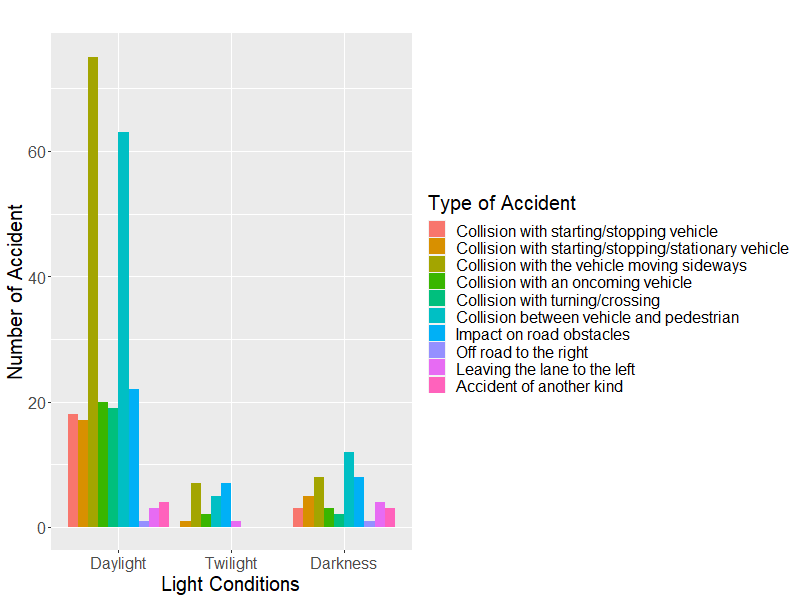 60
40
20
0
Number of Accident
Daylight
Twilight
Darkness
Light Conditions
Type of Accident
Collision with starting/stopping vehicle
Collision with starting/stopping/stationary vehicle
Collision with the vehicle moving sideways
Collision with an oncoming vehicle
Collision with turning/crossing
Collision between vehicle and pedestrian
Impact on road obstacles
Off road to the right
Leaving the lane to the left
Accident of another kind